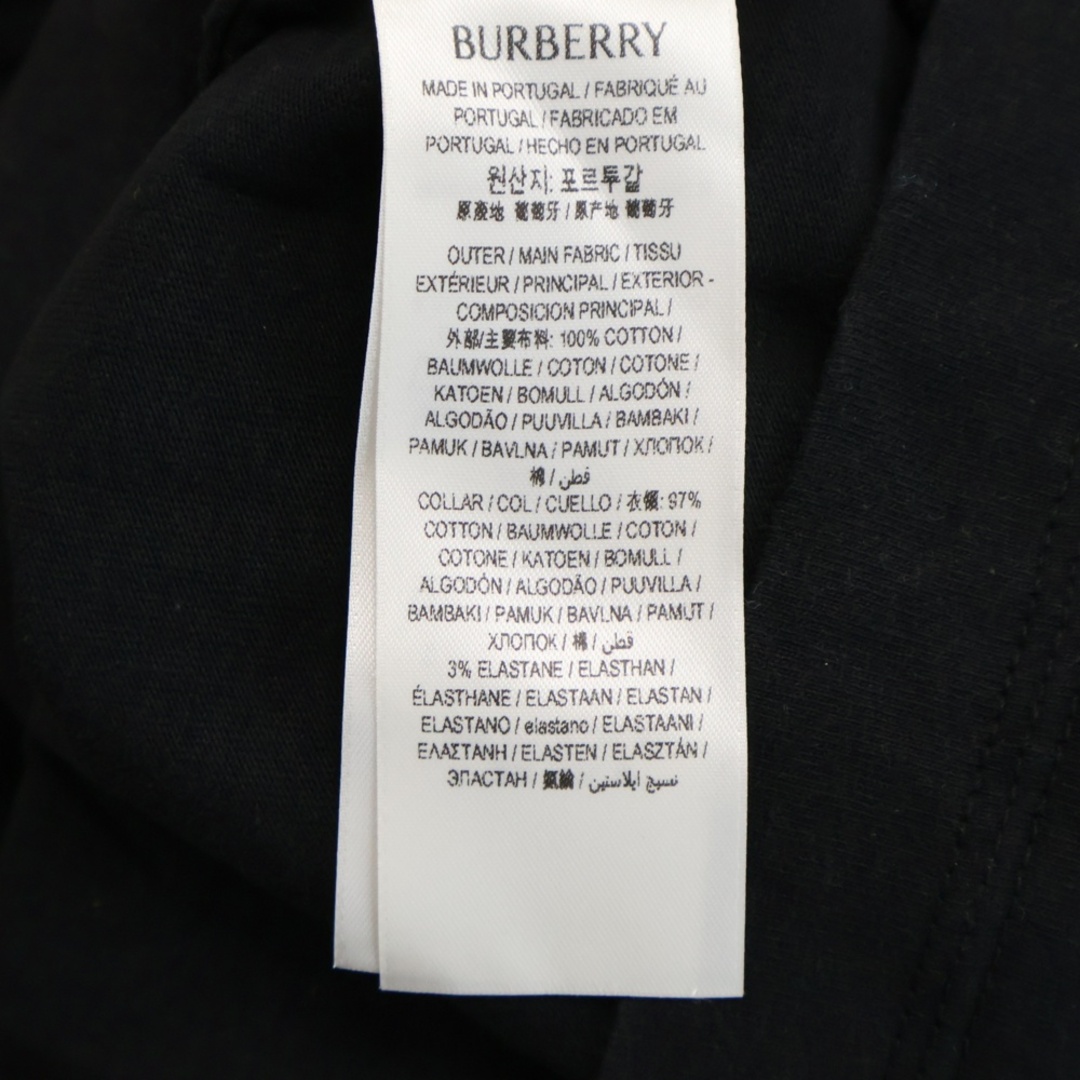 BURBERRY
MADE IN PORTUGAL / FABRIQUÉ AU
PORTUGAL / FABRICADO EM
PORTUGAL / HECHO EN PORTUGAL
원산지: 포르투갈
原產地 葡萄牙 / 原产地 葡萄牙
OUTER / MAIN FABRIC / TISSU
EXTÉRIEUR / PRINCIPAL / EXTERIOR -
COMPOSICION PRINCIPAL /
外部/主要布料: 100% COTTON /
BAUMWOLLE / COTON / COTONE /
KATOEN / BOMULL / ALGODÓN /
ALGODÃO / PUUVILLA / BAMBAKI /
PAMUK / BAVLNA / PAMUT / ХЛОПОК /
棉 / قطن
COLLAR / COL / CUELLO / 衣领: 97%
COTTON / BAUMWOLLE / COTON /
COTONE / KATOEN / BOMULL /
ALGODÓN / ALGODÃO / PUUVILLA /
BAMBAKI / PAMUK / BAVLNA / PAMUT /
ХЛОПОК / 棉 / قطن
3% ELASTANE / ELASTHAN /
ÉLASTHANE / ELASTAAN / ELASTAN /
ELASTANO / elastano / ELASTAANI /
ΕΛΑΣΤΑΝΗ / ELASTEN / ELASZTÁN /
ЭЛАСТАН / 氨綸 / نسيج ايلاستين